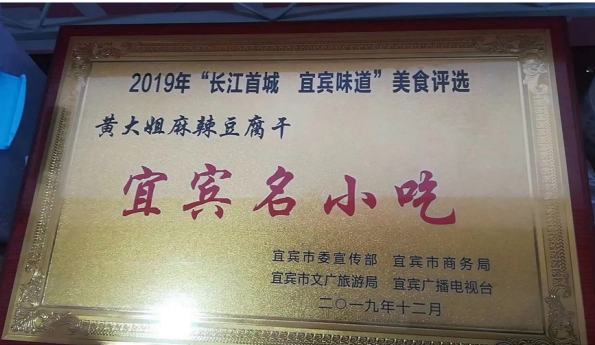 2019年“长江首城 宜宾味道”美食评选
黄大姐麻辣豆腐干
宜宾名小吃
宜宾市委宣传部 宜宾市商务局
宜宾市文广旅游局 宜宾广播电视台
二〇一九年十二月